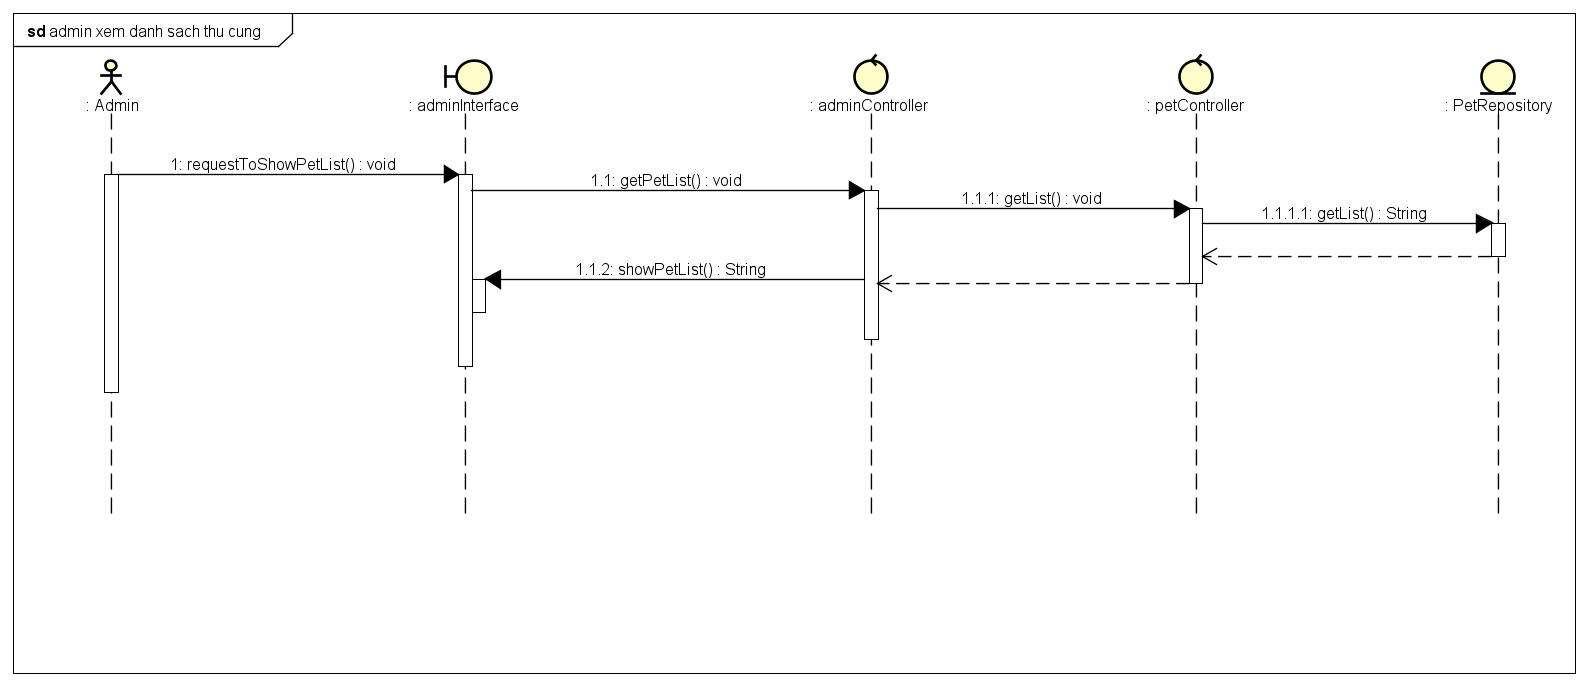 sd admin xem danh sach thu cung
: Admin
: adminInterface
: adminController
: petController
: PetRepository
1: requestToShowPetList() : void
1.1: getPetList() : void
1.1.1: getList() : void
1.1.1.1: getList() : String
1.1.2: showPetList() : String